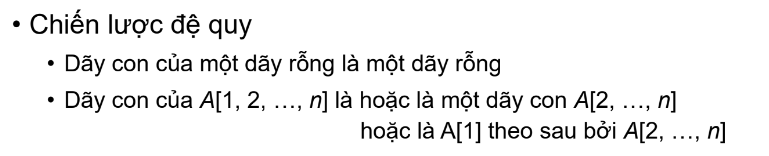 • Chiến lược đệ quy
• Dãy con của một dãy rỗng là một dãy rỗng
• Dãy con của A[1, 2, …, n] là hoặc là một dãy con A[2, …, n]
hoặc là A[1] theo sau bởi A[2, …, n]